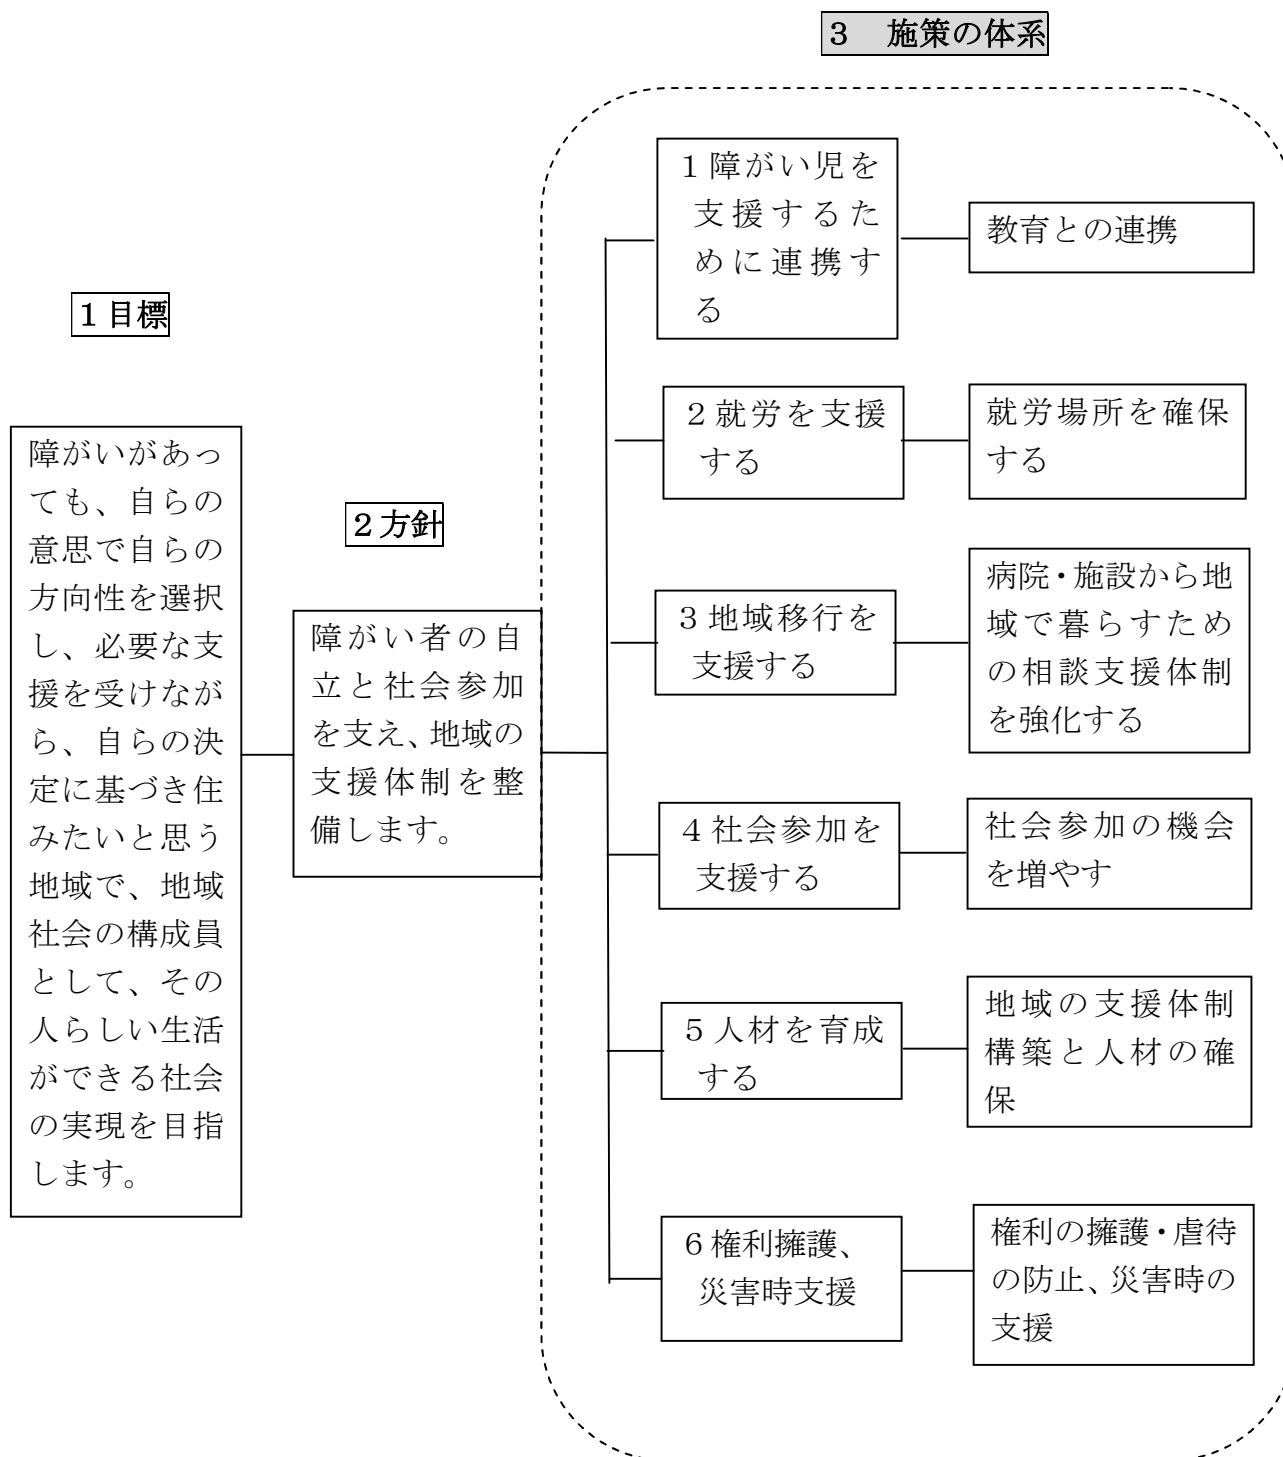 3　施策の体系
1障がい児を
支援するた
めに連携す
る
教育との連携
1目標
2就労を支援
する
就労場所を確保
する
障がいがあっ
ても、自らの
意思で自らの
方向性を選択
し、必要な支
援を受けなが
ら、自らの決
定に基づき住
みたいと思う
地域で、地域
社会の構成員
として、その
人らしい生活
ができる社会
の実現を目指
します。
2方針
障がい者の自
立と社会参加
を支え、地域の
支援体制を整
備します。
3地域移行を
支援する
病院・施設から地
域で暮らすため
の相談支援体制
を強化する
4社会参加を
支援する
社会参加の機会
を増やす
5人材を育成
する
地域の支援体制
構築と人材の確
保
6権利擁護、
災害時支援
権利の擁護・虐待
の防止、災害時の
支援